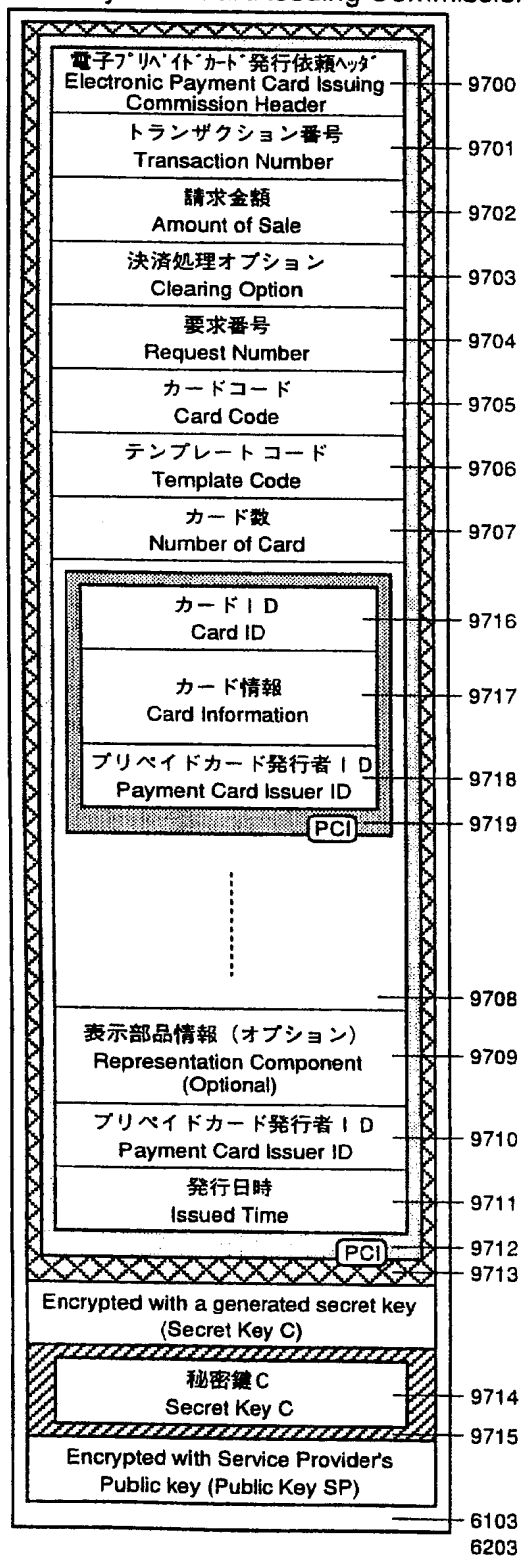 電子プリペイドカード発行依頼ヘッダ
Electronic Payment Card Issuing
Commission Header
9700
トランザクション番号
Transaction Number
9701
請求金額
Amount of Sale
9702
決済処理オプション
Clearing Option
9703
要求番号
Request Number
9704
カードコード
Card Code
9705
テンプレートコード
Template Code
9706
カード数
Number of Card
9707
カードID
Card ID
9716
カード情報
Card Information
9717
プリペイドカード発行者ID
Payment Card Issuer ID
9718
PCI
9719
9708
表示部品情報(オプション)
Representation Component
(Optional)
9709
プリペイドカード発行者ID
Payment Card Issuer ID
9710
発行日時
Issued Time
9711
PCI
9712
9713
Encrypted with a generated secret key
(Secret Key C)
秘密鍵C
Secret Key C
9714
9715
Encrypted with Service Provider's
Public key (Public Key SP)
6103
6203